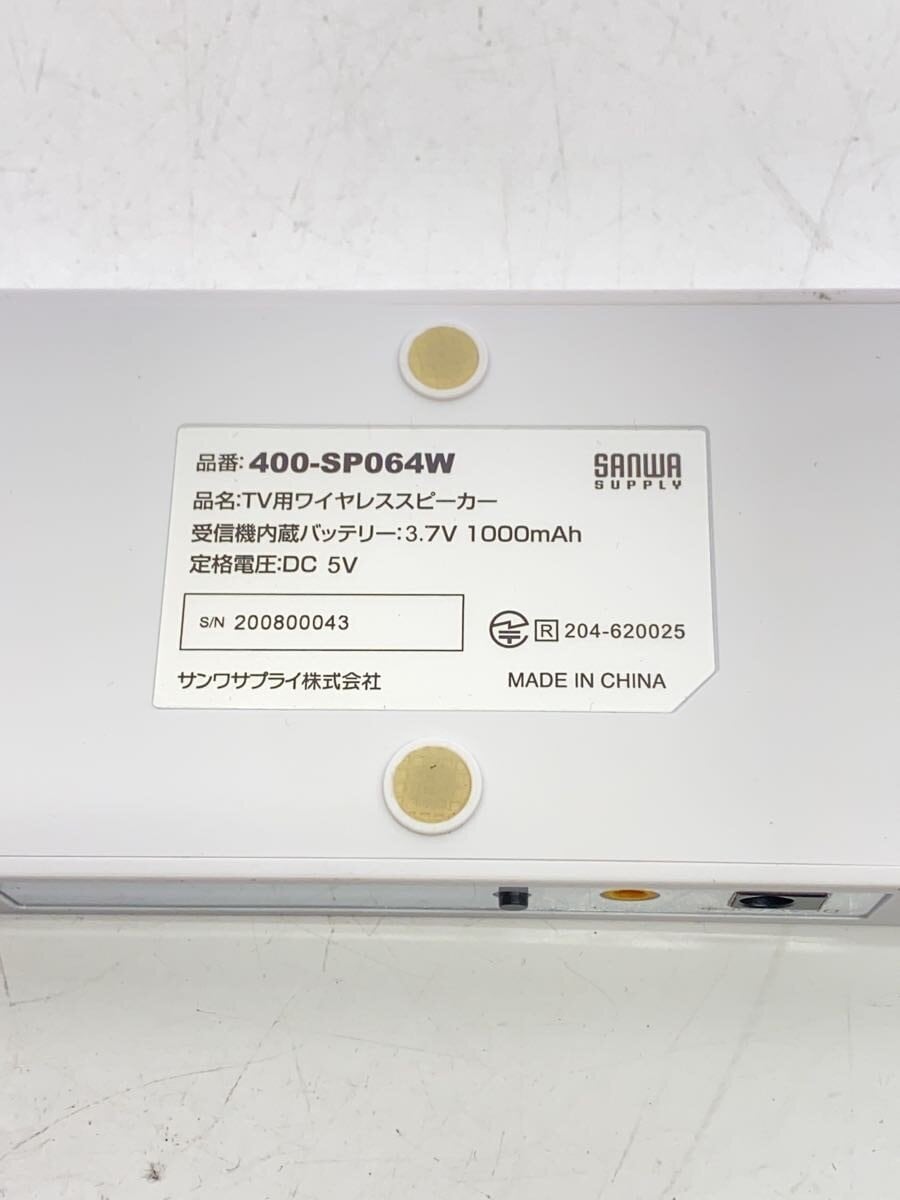 品番: 400-SP064W
SANWA
SUPPLY
品名:TV用ワイヤレススピーカー
受信機内蔵バッテリー:3.7V 1000mAh
定格電圧:DC 5V
S/N 200800043
R 204-620025
サンワサプライ株式会社
MADE IN CHINA